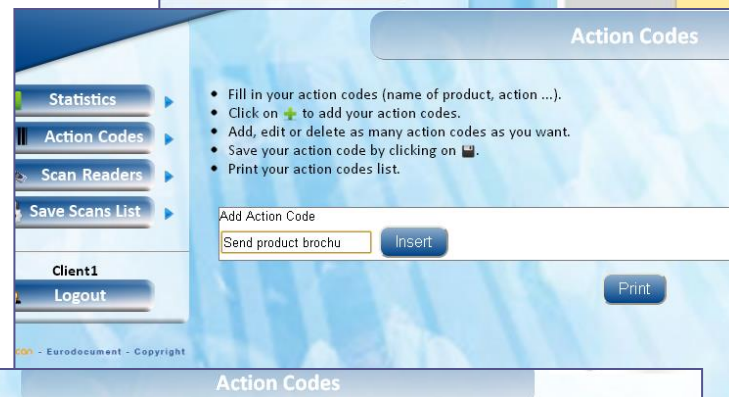 Action Codes
Statistics
Action Codes
Scan Readers
Save Scans List
Client1
Logout
• Fill in your action codes (name of product, action ...).
• Click on to add your action codes.
• Add, edit or delete as many action codes as you want.
• Save your action code by clicking on .
• Print your action codes list.
Add Action Code
Send product brochu
Insert
Print
- Eurodocument - Copyright
Action Codes